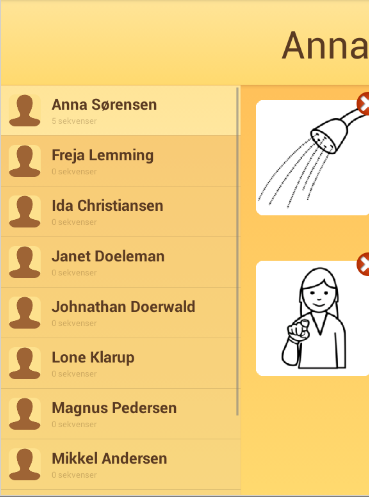 Anna
Anna Sørensen
5 sekvenser
Freja Lemming
0 sekvenser
Ida Christiansen
0 sekvenser
Janet Doeleman
0 sekvenser
Johnathan Doerwald
0 sekvenser
Lone Klarup
0 sekvenser
Magnus Pedersen
0 sekvenser
Mikkel Andersen
0 sekvenser